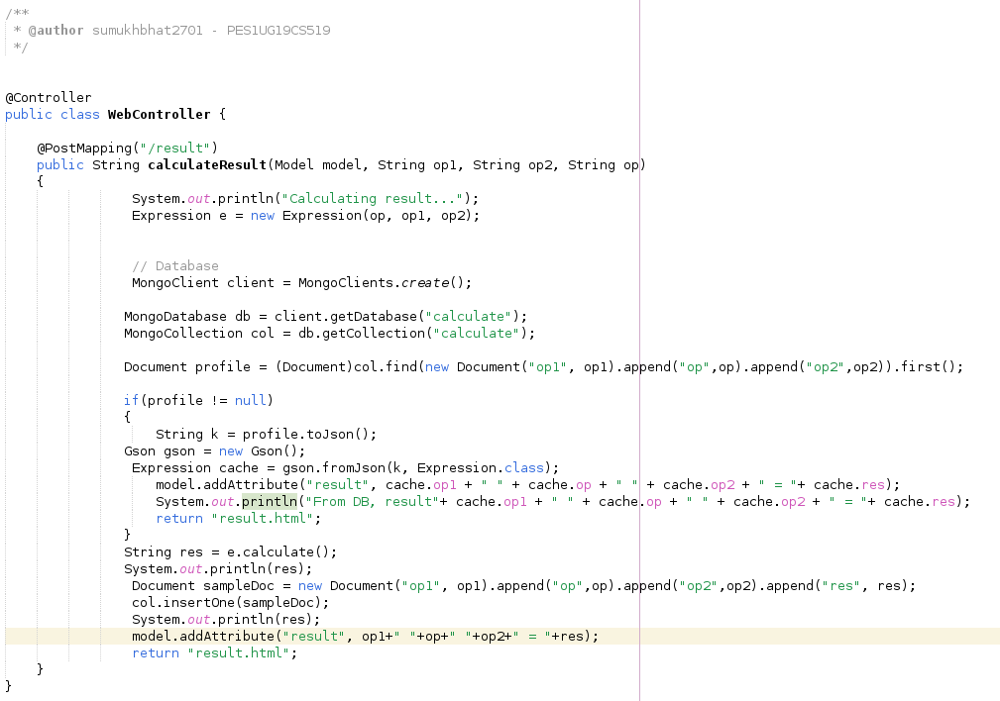 /**
 * @author sumukhbhat2701 - PES1UG19CS519
 */
@Controller
public class WebController {
    @PostMapping("/result")
    public String calculateResult(Model model, String op1, String op2, String op)
    {
                System.out.println("Calculating result...");
                Expression e = new Expression(op, op1, op2);
                // Database
                MongoClient client = MongoClients.create();
               MongoDatabase db = client.getDatabase("calculate");
               MongoCollection col = db.getCollection("calculate");
               Document profile = (Document)col.find(new Document("op1", op1).append("op",op).append("op2",op2)).first();
               if(profile != null)
               {
                   String k = profile.toJson();
               Gson gson = new Gson();
                Expression cache = gson.fromJson(k, Expression.class);
                   model.addAttribute("result", cache.op1 + " " + cache.op + " " + cache.op2 + " = "+ cache.res);
                   System.out.println("From DB, result"+ cache.op1 + " " + cache.op + " " + cache.op2 + " = "+ cache.res);
                   return "result.html";
               }
               String res = e.calculate();
               System.out.println(res);
                Document sampleDoc = new Document("op1", op1).append("op",op).append("op2",op2).append("res", res);
                col.insertOne(sampleDoc);
                System.out.println(res);
                model.addAttribute("result", op1+" "+op+" "+op2+" = "+res);
                return "result.html";
    }
}